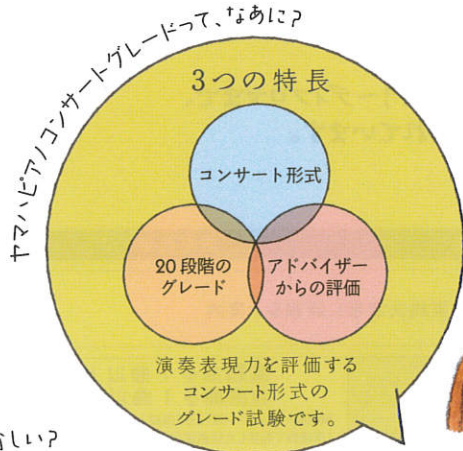 ヤマハピアノコンサートグレードって、なあに?
3つの特長
コンサート形式
20段階の
グレード
アドバイザー
からの評価
演奏表現力を評価する
コンサート形式の
グレード試験です。
しい?